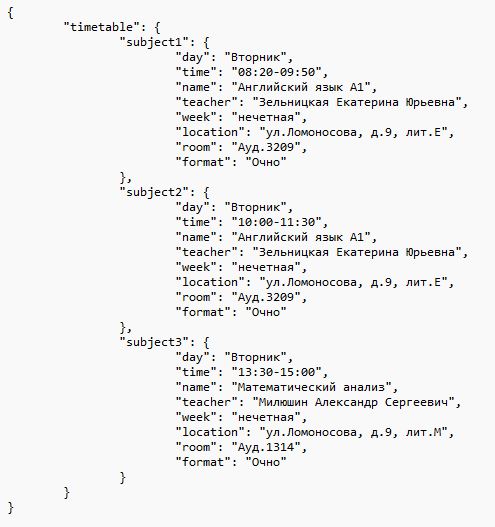 {
	"timetable": {
		"subject1": {
			"day": "Вторник",
			"time": "08:20-09:50",
			"name": "Английский язык А1",
			"teacher": "Зельницкая Екатерина Юрьевна",
			"week": "нечетная",
			"location": "ул.Ломоносова, д.9, лит.Е",
			"room": "Ауд.3209",
			"format": "Очно"
		},
		"subject2": {
			"day": "Вторник",
			"time": "10:00-11:30",
			"name": "Английский язык А1",
			"teacher": "Зельницкая Екатерина Юрьевна",
			"week": "нечетная",
			"location": "ул.Ломоносова, д.9, лит.Е",
			"room": "Ауд.3209",
			"format": "Очно"
		},
		"subject3": {
			"day": "Вторник",
			"time": "13:30-15:00",
			"name": "Математический анализ",
			"teacher": "Милюшин Александр Сергеевич",
			"week": "нечетная",
			"location": "ул.Ломоносова, д.9, лит.М",
			"room": "Ауд.1314",
			"format": "Очно"
		}
	}
}